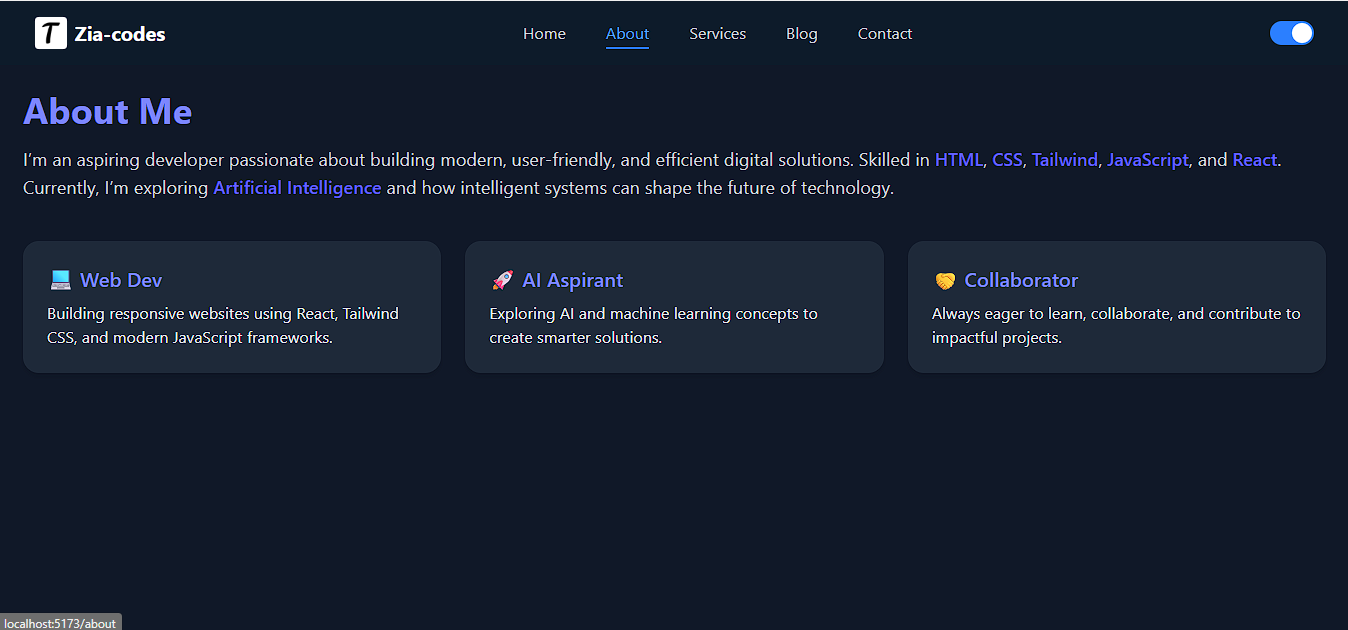 T Zia-codes
Home About Services Blog Contact
About Me
I’m an aspiring developer passionate about building modern, user-friendly, and efficient digital solutions. Skilled in HTML, CSS, Tailwind, JavaScript, and React.
Currently, I’m exploring Artificial Intelligence and how intelligent systems can shape the future of technology.
💻 Web Dev
Building responsive websites using React, Tailwind
CSS, and modern JavaScript frameworks.
🚀 AI Aspirant
Exploring AI and machine learning concepts to
create smarter solutions.
🤝 Collaborator
Always eager to learn, collaborate, and contribute to
impactful projects.
localhost:5173/about